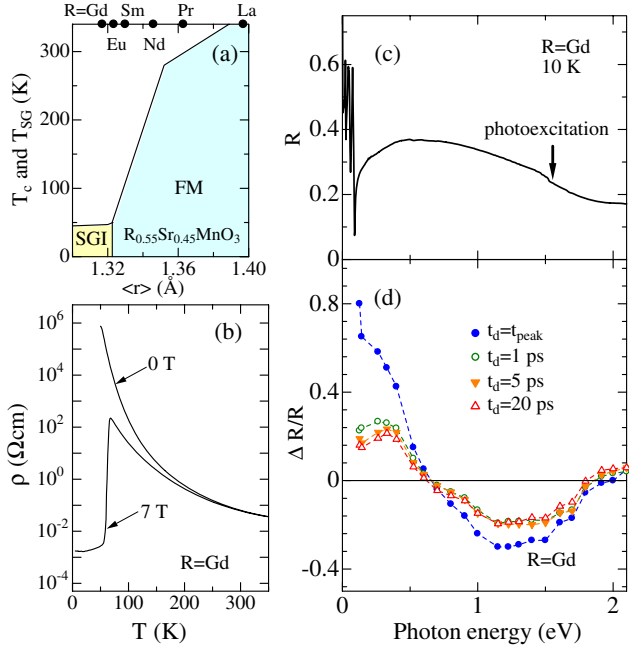 R=Gd Sm Pr La
Eu Nd
(a)
300
200
100
0
T_c and T_SG (K)
FM
SGI
R_0.55Sr_0.45MnO_3
1.32 1.36 1.40
<r> (Å)
(b)
10^6
10^4
10^2
10^0
10^-2
10^-4
ρ (Ωcm)
0 T
7 T
R=Gd
0 100 200 300
T (K)
(c)
R=Gd
10 K
0.6
0.4
0.2
0
R
photoexcitation
(d)
0.8
0.4
0
-0.4
Δ R/R
t_d=t_peak
t_d=1 ps
t_d=5 ps
t_d=20 ps
R=Gd
0 1 2
Photon energy (eV)